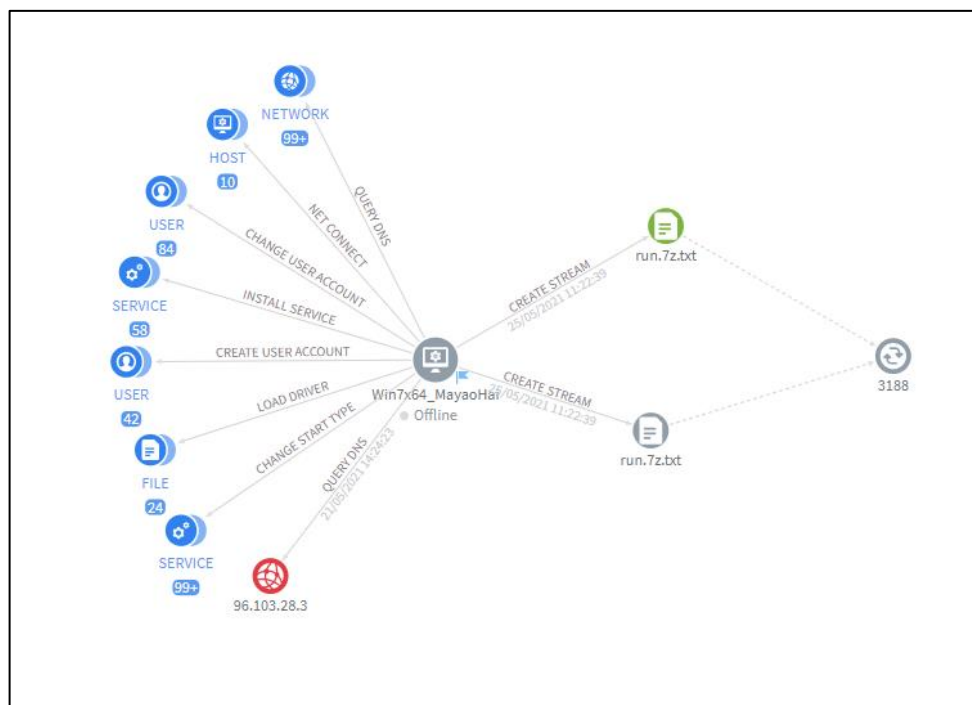 NETWORK
99+
HOST
10
QUERY DNS
USER
84
NET CONNECT
CHANGE USER ACCOUNT
SERVICE
58
INSTALL SERVICE
USER
42
CREATE USER ACCOUNT
LOAD DRIVER
FILE
24
CHANGE START TYPE
SERVICE
99+
QUERY DNS
21/05/2021 14:24:23
96.103.28.3
Win7x64_MayaoHai
Offline
CREATE STREAM
25/05/2021 11:22:39
run.7z.txt
CREATE STREAM
25/05/2021 11:22:39
run.7z.txt
3188